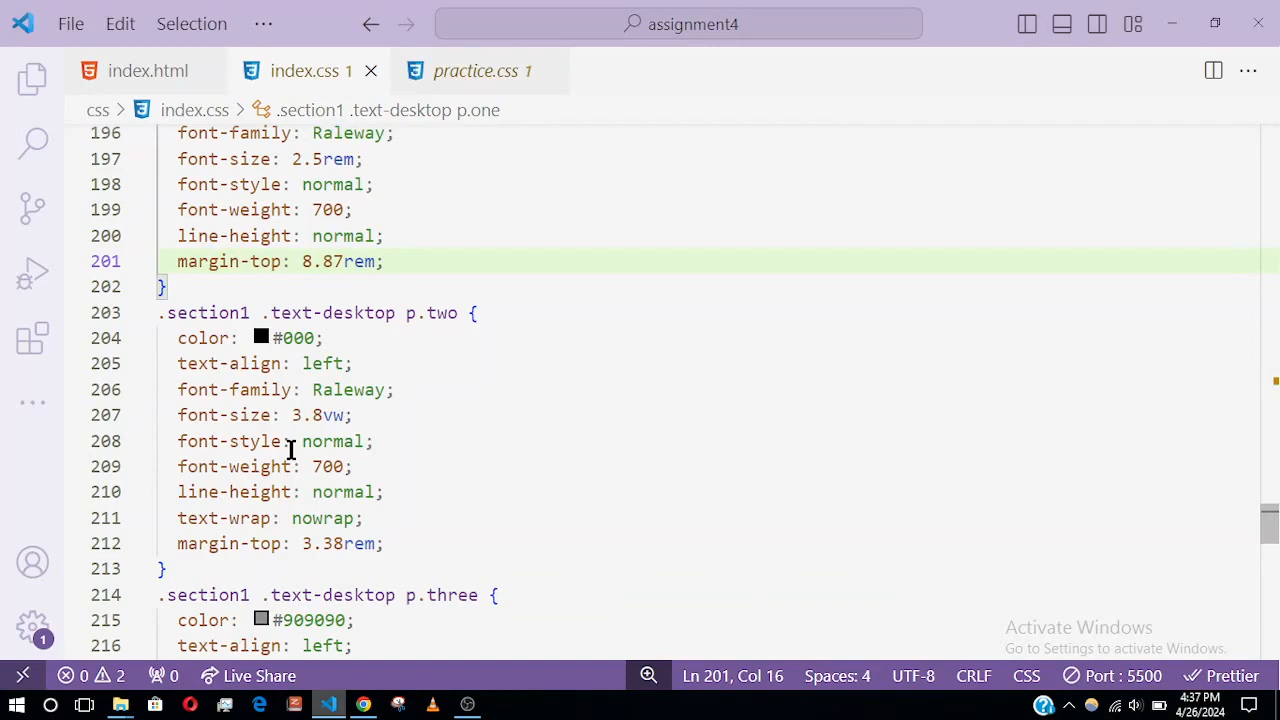 File Edit Selection ··· assignment4
index.html index.css 1 practice.css 1
css > index.css > .section1 .text-desktop p.one
196 font-family: Raleway;
197 font-size: 2.5rem;
198 font-style: normal;
199 font-weight: 700;
200 line-height: normal;
201 margin-top: 8.87rem;
202 }
203 .section1 .text-desktop p.two {
204 color: #000;
205 text-align: left;
206 font-family: Raleway;
207 font-size: 3.8vw;
208 font-style: normal;
209 font-weight: 700;
210 line-height: normal;
211 text-wrap: nowrap;
212 margin-top: 3.38rem;
213 }
214 .section1 .text-desktop p.three {
215 color: #909090;
216 text-align: left;
Activate Windows
Go to Settings to activate Windows.
1
0 2 0 Live Share Ln 201, Col 16 Spaces: 4 UTF-8 CRLF CSS Port : 5500 Prettier
4:37 PM
4/26/2024